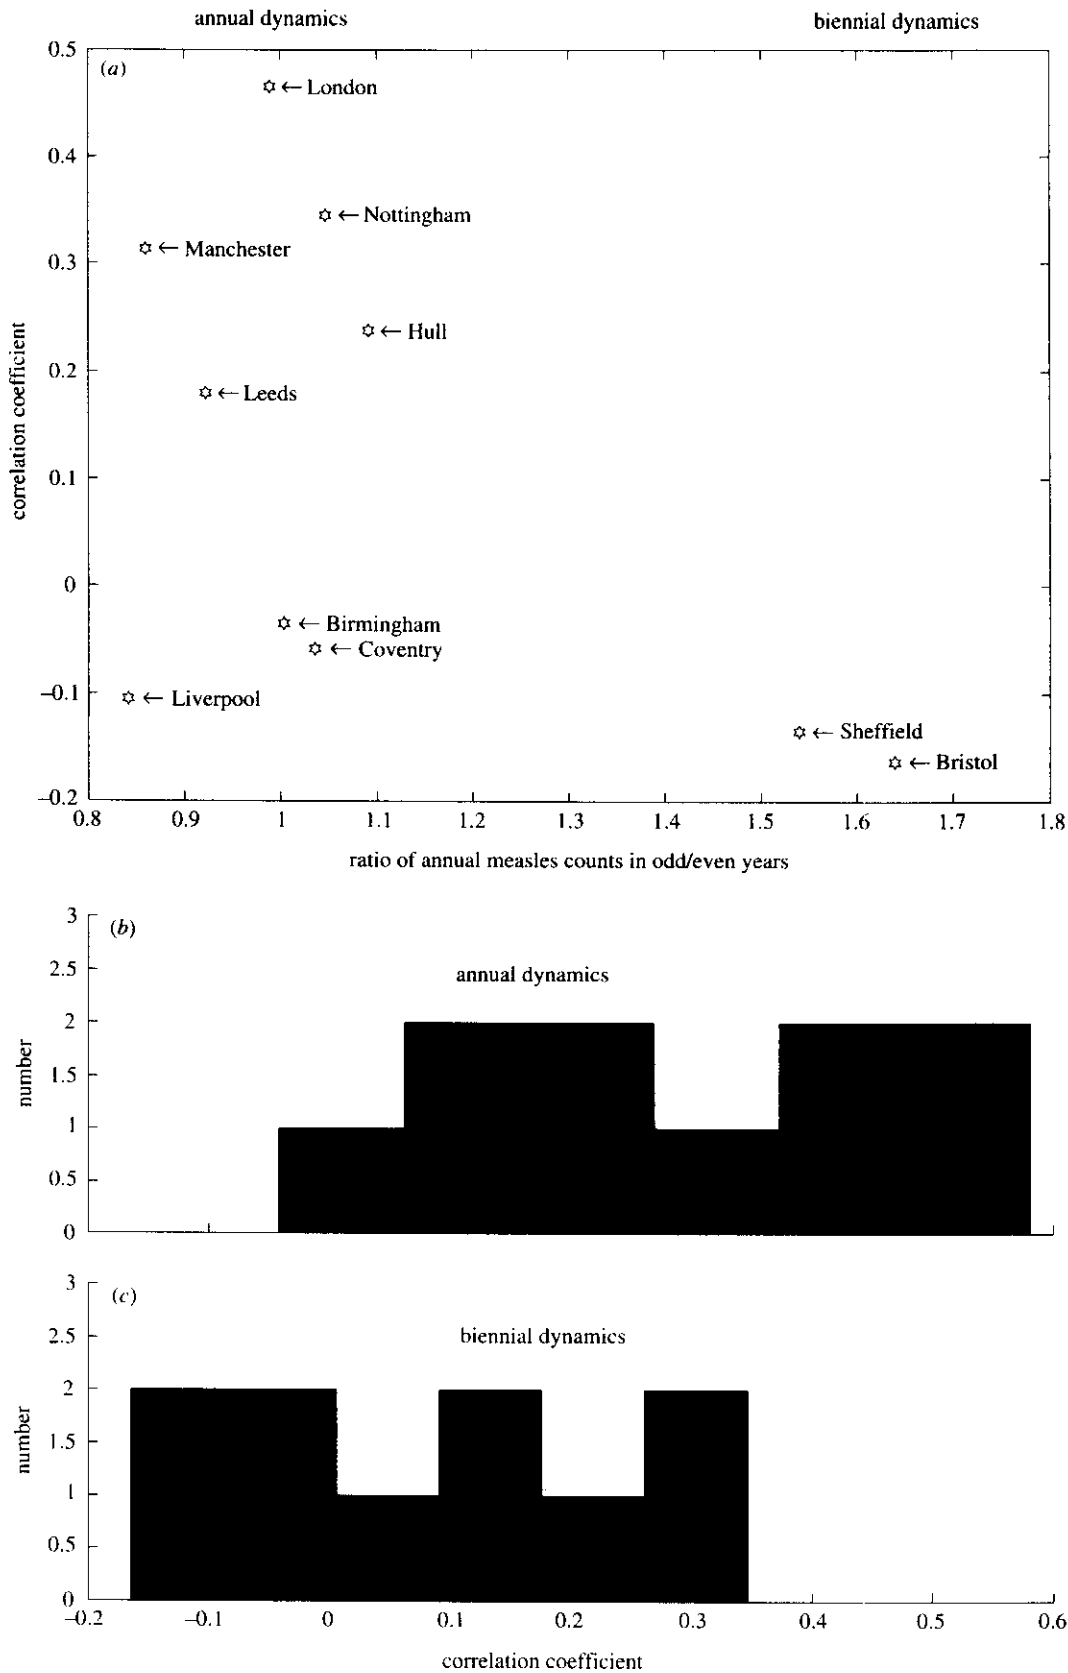 annual dynamics
biennial dynamics
(a)
0.5
0.4
0.3
0.2
0.1
0
−0.1
−0.2
correlation coefficient
← London
← Nottingham
← Manchester
← Hull
← Leeds
← Birmingham
← Coventry
← Liverpool
← Sheffield
← Bristol
0.8 0.9 1 1.1 1.2 1.3 1.4 1.5 1.6 1.7 1.8
ratio of annual measles counts in odd/even years
(b)
annual dynamics
3
2.5
2
1.5
1
0.5
0
number
(c)
biennial dynamics
3
2.5
2
1.5
1
0.5
0
number
−0.2 −0.1 0 0.1 0.2 0.3 0.4 0.5 0.6
correlation coefficient